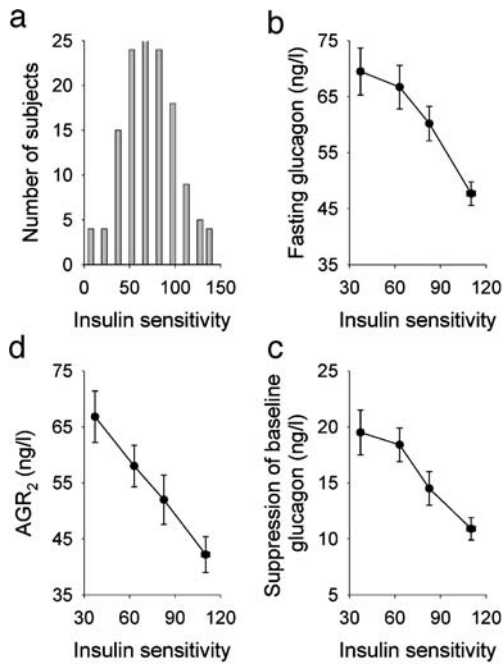 a
Number of subjects
25
20
15
10
5
0
0 50 100 150
Insulin sensitivity
b
Fasting glucagon (ng/l)
75
65
55
45
35
30 60 90 120
Insulin sensitivity
d
AGR₂ (ng/l)
75
65
55
45
35
30 60 90 120
Insulin sensitivity
c
Suppression of baseline
glucagon (ng/l)
25
20
15
10
5
30 60 90 120
Insulin sensitivity